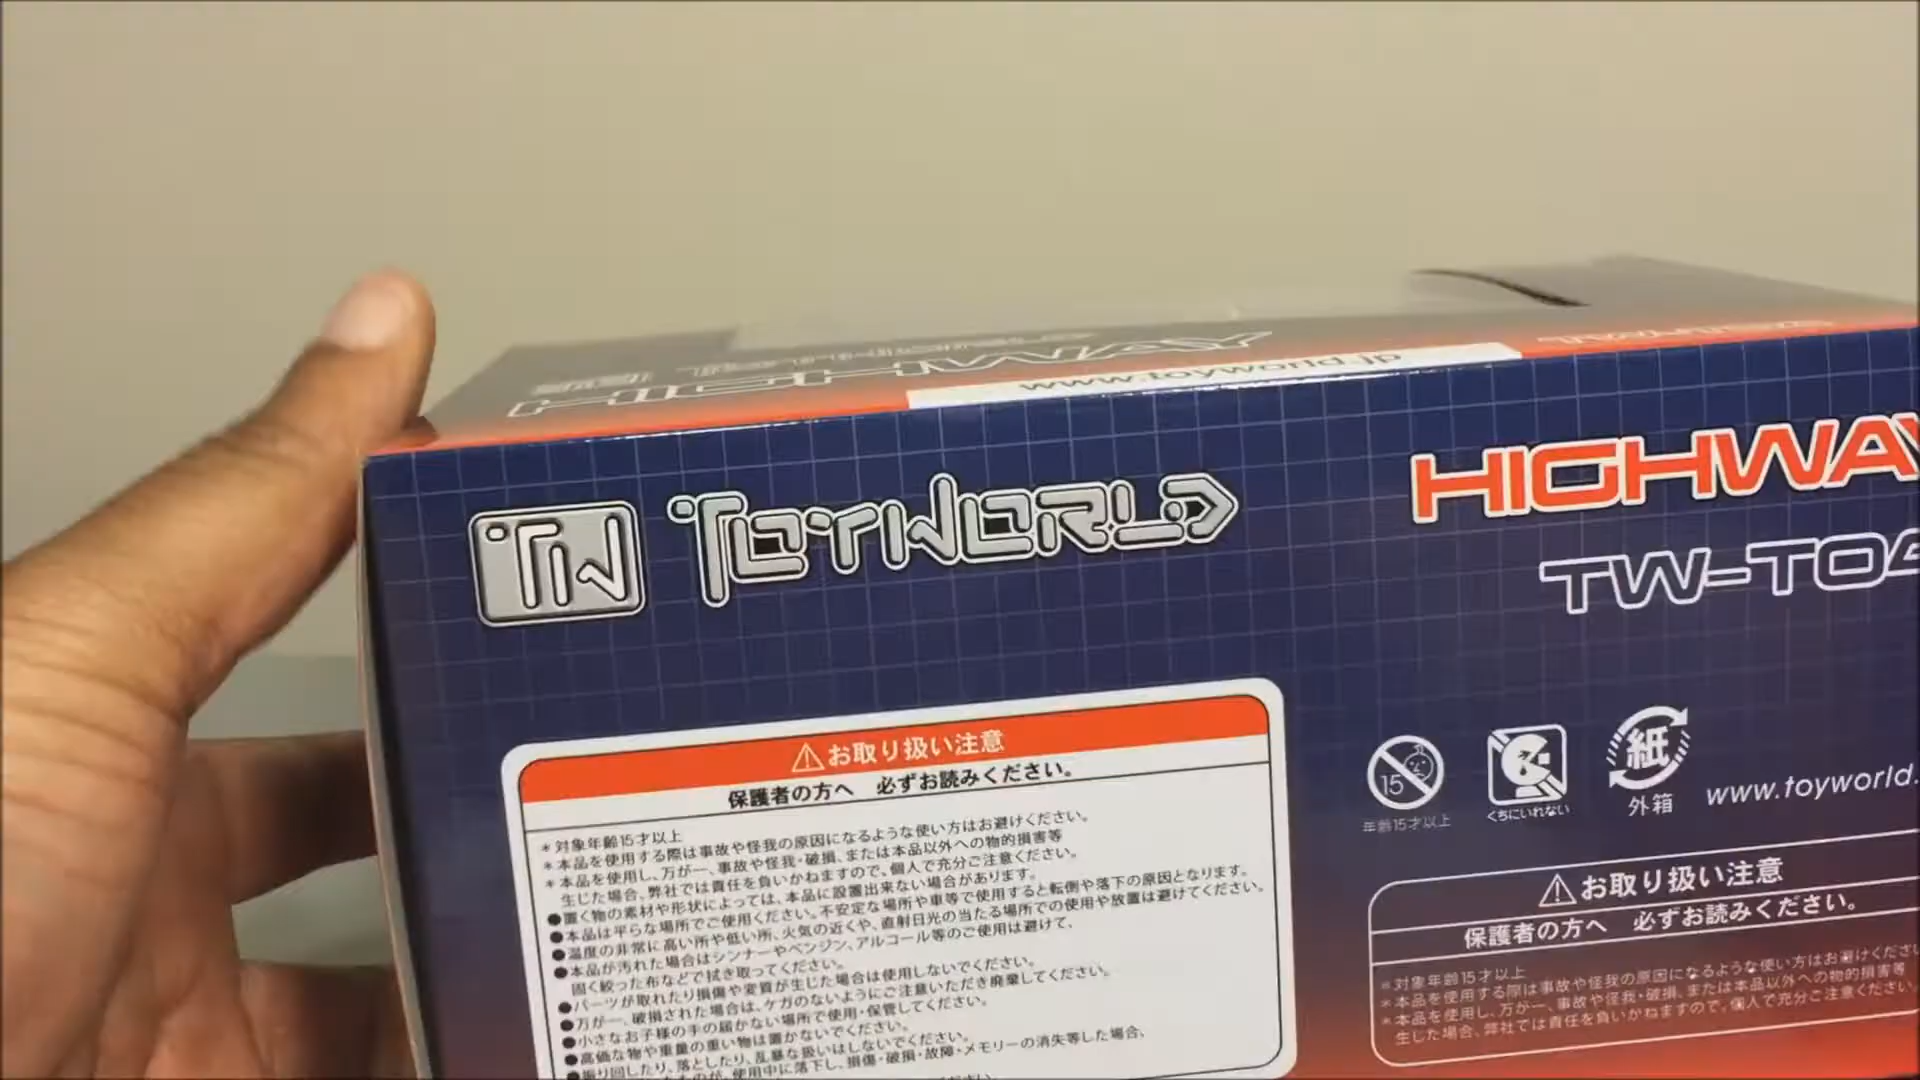 www.toyworld.
TW TOYWORLD
HIGHWAY
TW-T04
⚠お取り扱い注意
保護者の方へ 必ずお読みください。
*対象年齢15才以上
*本品を使用する際は事故や怪我の原因になるような使い方はお避けください。
*本品を使用し、万が一、事故や怪我・破損、または本品以外への物的損害等
生じた場合、弊社では責任を負いかねますので、個人で充分ご注意ください。
●置く物の素材や形状によっては、本品に設置出来ない場合があります。
●本品は平らな場所でご使用ください。不安定な場所や車等で使用すると転倒や落下の原因となります。
●温度の非常に高い所や低い所、火気の近くや、直射日光の当たる場所での使用や放置は避けてください。
●本品が汚れた場合はシンナーやベンジン、アルコール等のご使用は避けて、
固く絞った布などで拭き取ってください。
●パーツが取れたり損傷や変質が生じた場合は使用しないでください。
●万が一、破損された場合は、ケガのないようにご注意いただき廃棄してください。
●小さなお子様の手の届かない場所で使用・保管してください。
●高価な物や重量の重い物は置かないでください。
●振り回したり、落としたり、乱暴な扱いはしないでください。
使用中に落下し、損傷・破損・故障・メモリーの消失等した場合、
15
年齢15才以上
くちにいれない
紙
外箱
www.toyworld.
⚠お取り扱い注意
保護者の方へ 必ずお読みください。
*対象年齢15才以上
*本品を使用する際は事故や怪我の原因になるような使い方はお避けくださ
*本品を使用し、万が一、事故や怪我・破損、または本品以外への物的損害等
生じた場合、弊社では責任を負いかねますので、個人で充分ご注意ください。